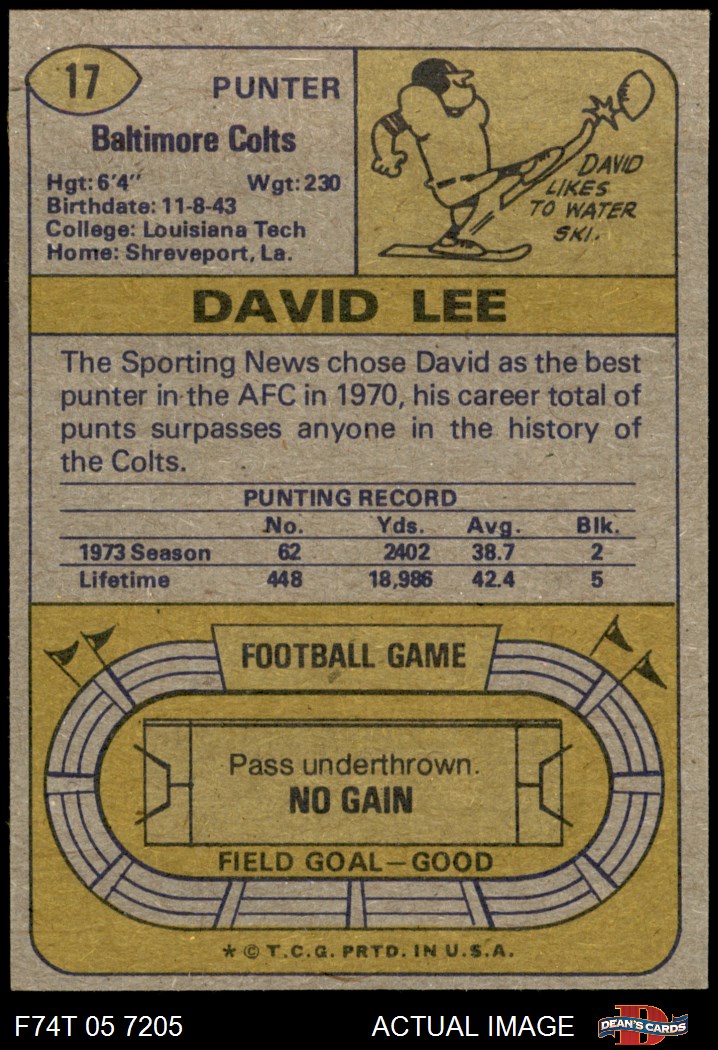 17
PUNTER
Baltimore Colts
Hgt: 6'4" Wgt: 230
Birthdate: 11-8-43
College: Louisiana Tech
Home: Shreveport, La.
DAVID
LIKES
TO WATER
SKI.
DAVID LEE
The Sporting News chose David as the best
punter in the AFC in 1970, his career total of
punts surpasses anyone in the history of
the Colts.
PUNTING RECORD
No. Yds. Avg. Blk.
1973 Season 62 2402 38.7 2
Lifetime 448 18,986 42.4 5
FOOTBALL GAME
Pass underthrown.
NO GAIN
FIELD GOAL—GOOD
* © T.C.G. PRTD. IN U.S.A.
F74T 05 7205 ACTUAL IMAGE
D
DEAN'S CARDS